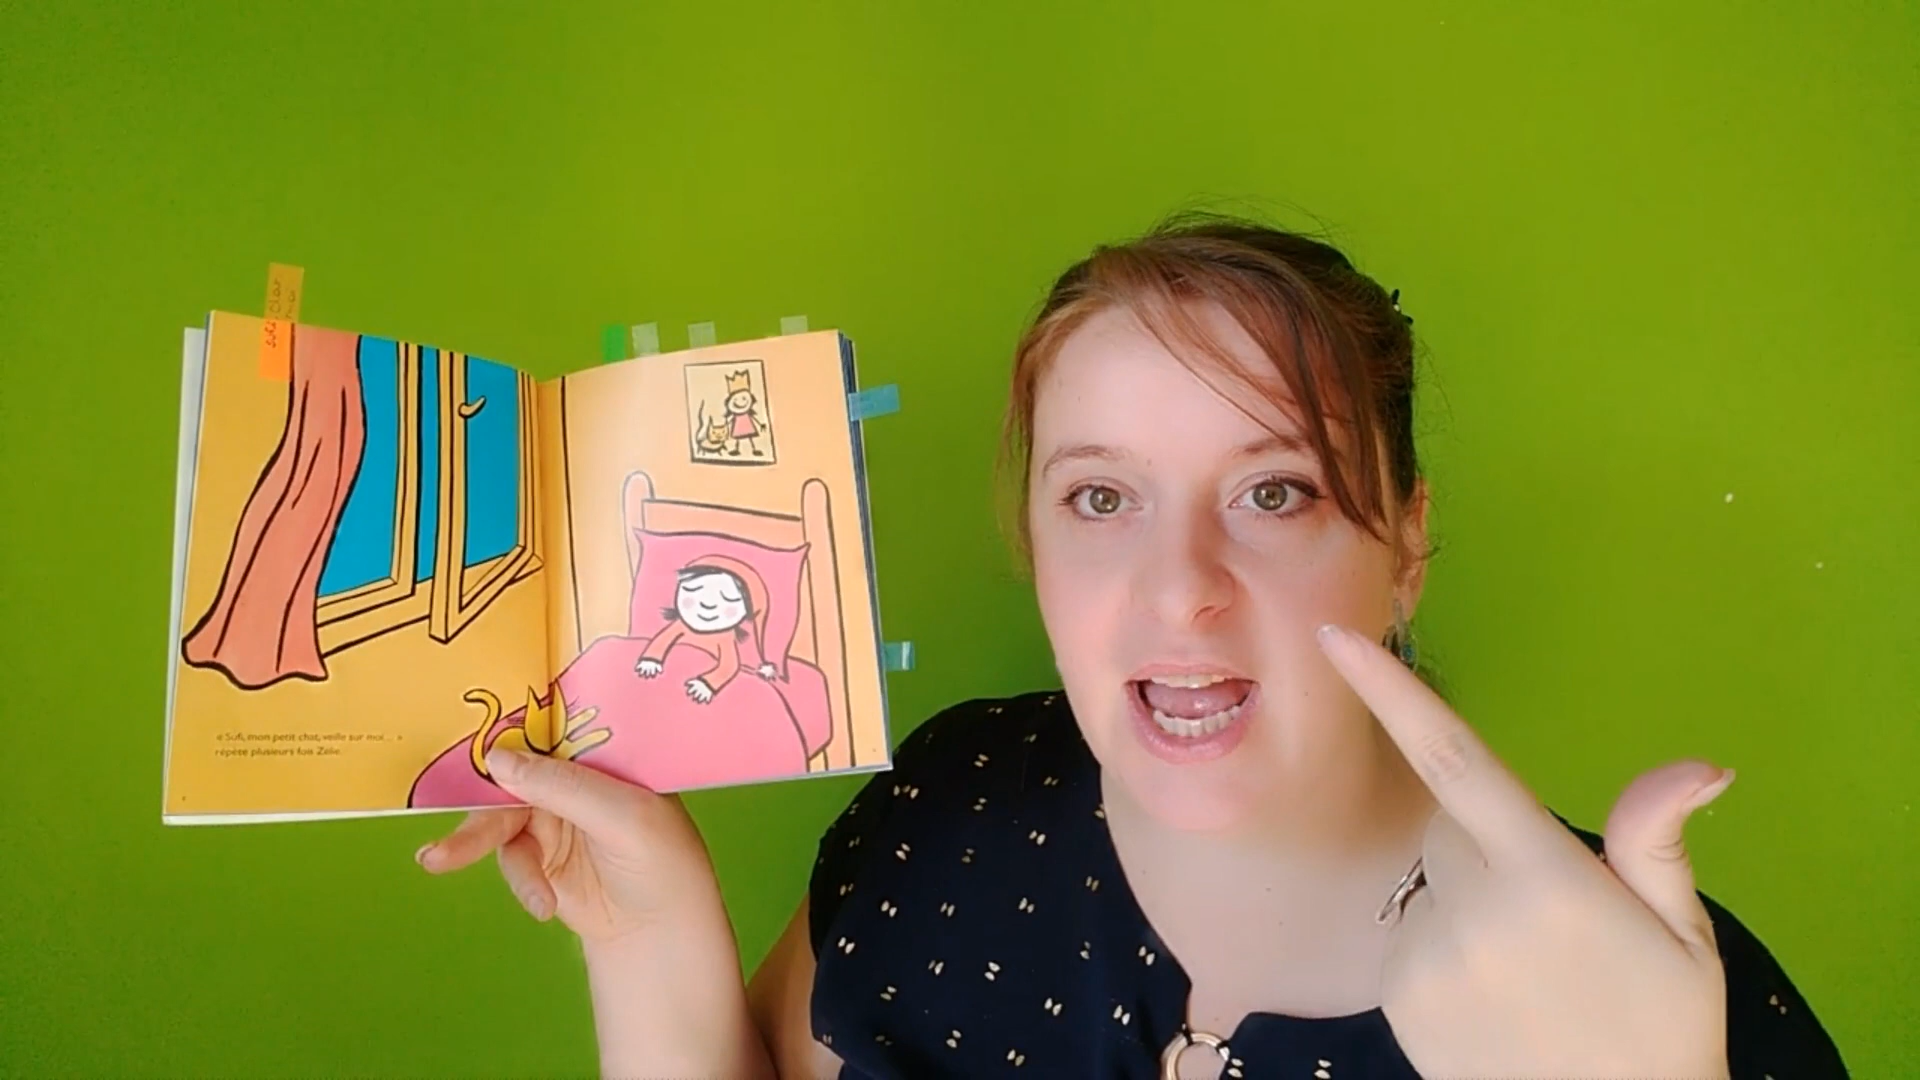 « Sufi, mon petit chat, veille sur moi... »
répète plusieurs fois Zélie.